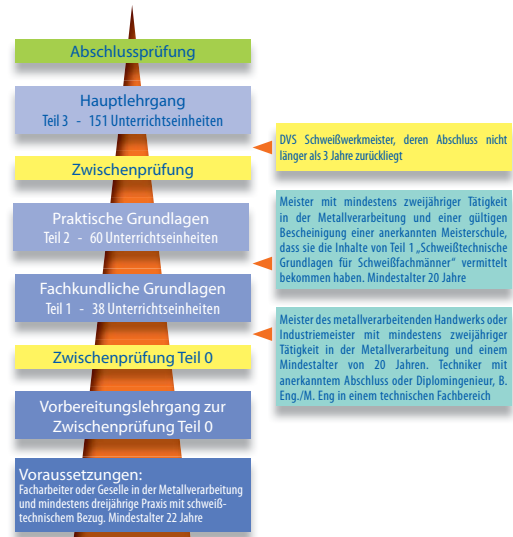 Abschlussprüfung
Hauptlehrgang
Teil 3 - 151 Unterrichtseinheiten
DVS Schweißwerkmeister, deren Abschluss nicht
länger als 3 Jahre zurückliegt
Zwischenprüfung
Praktische Grundlagen
Teil 2 - 60 Unterrichtseinheiten
Meister mit mindestens zweijähriger Tätigkeit
in der Metallverarbeitung und einer gültigen
Bescheinigung einer anerkannten Meisterschule,
dass sie die Inhalte von Teil 1 „Schweißtechnische
Grundlagen für Schweißfachmänner“ vermittelt
bekommen haben. Mindestalter 20 Jahre
Fachkundliche Grundlagen
Teil 1 - 38 Unterrichtseinheiten
Meister des metallverarbeitenden Handwerks oder
Industriemeister mit mindestens zweijähriger
Tätigkeit in der Metallverarbeitung und einem
Mindestalter von 20 Jahren. Techniker mit
anerkanntem Abschluss oder Diplomingenieur, B.
Eng./M. Eng in einem technischen Fachbereich
Zwischenprüfung Teil 0
Vorbereitungslehrgang zur
Zwischenprüfung Teil 0
Voraussetzungen:
Facharbeiter oder Geselle in der Metallverarbeitung
und mindestens dreijährige Praxis mit schweiß-
technischem Bezug. Mindestalter 22 Jahre